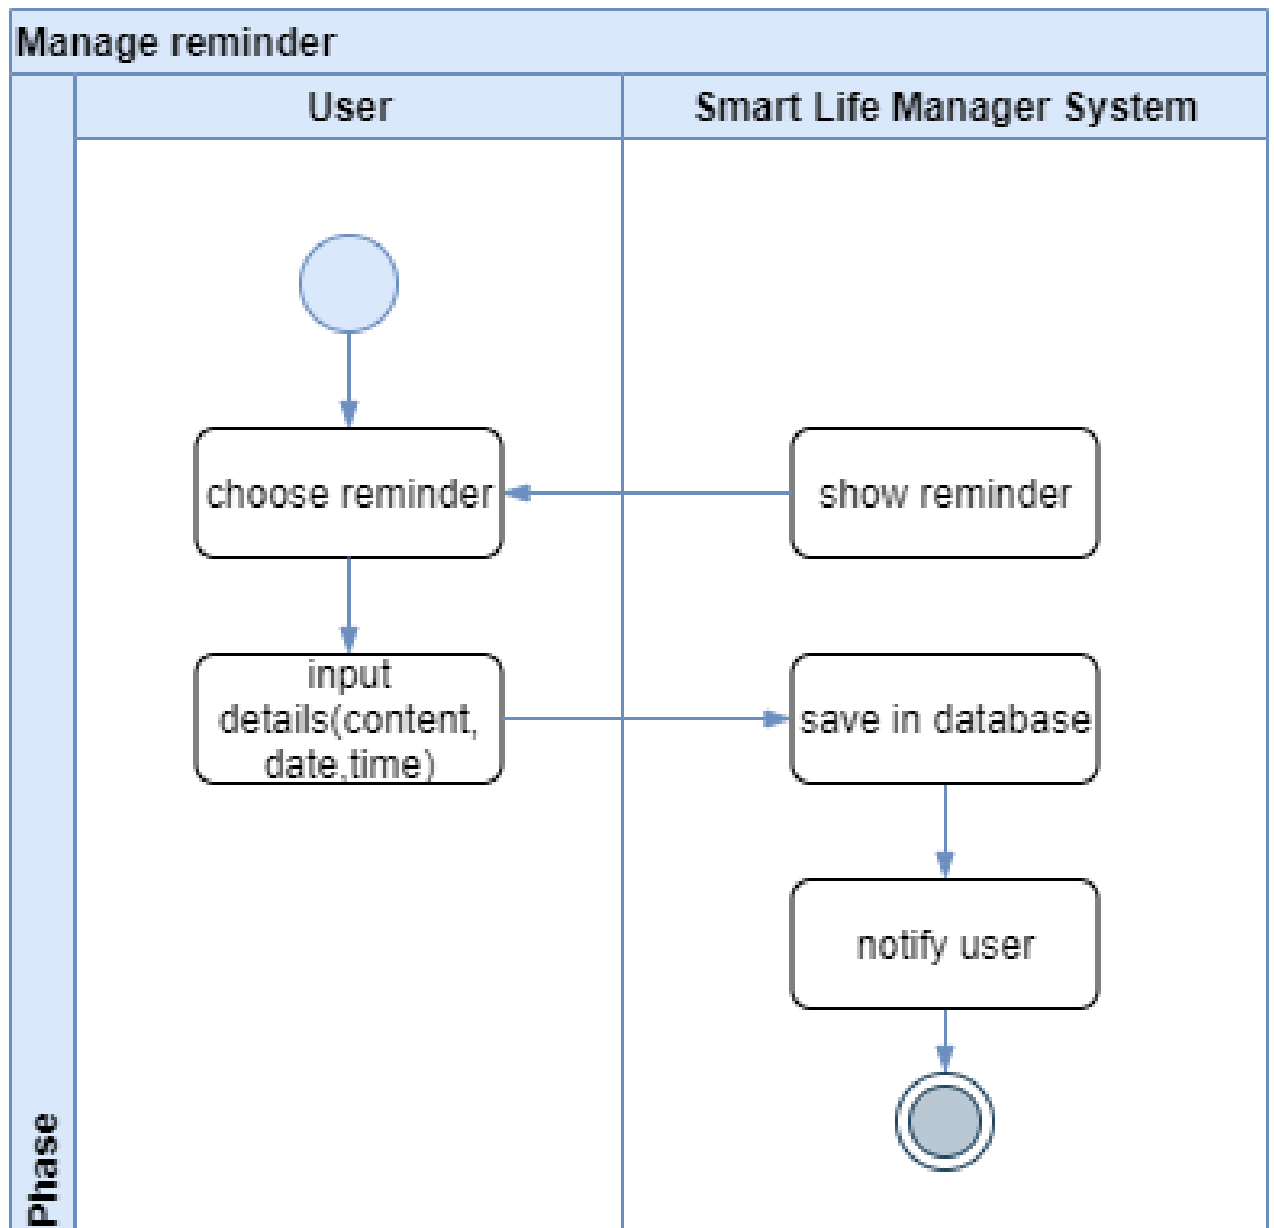 Manage reminder
User
Smart Life Manager System
choose reminder
show reminder
input
details(content,
date,time)
save in database
notify user
Phase